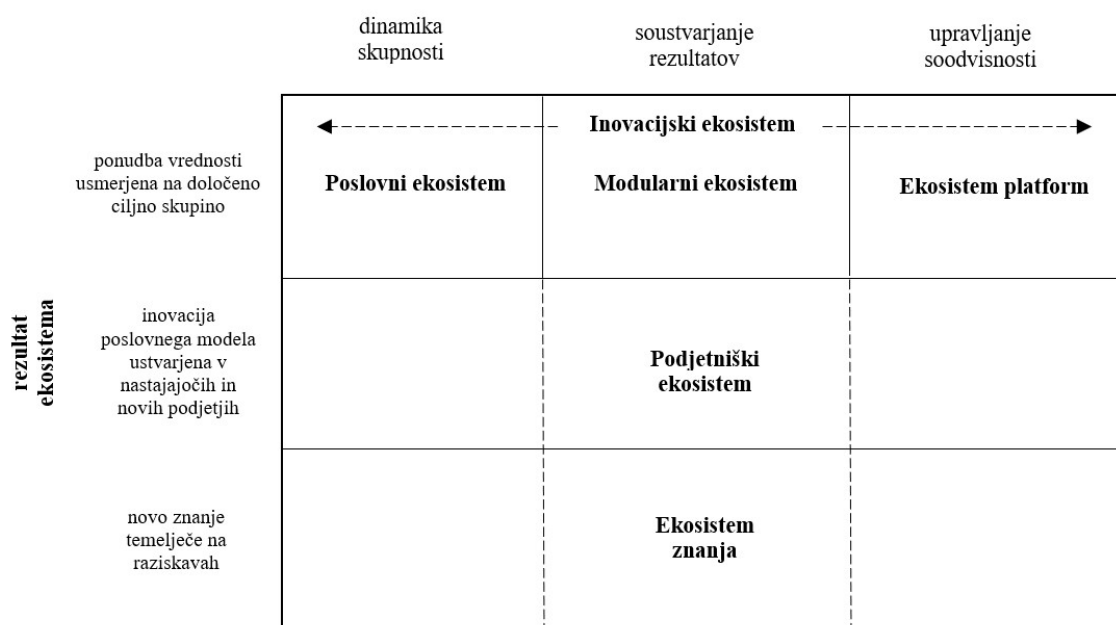 dinamika
skupnosti
soustvarjanje
rezultatov
upravljanje
soodvisnosti
Inovacijski ekosistem
ponudba vrednosti
usmerjena na določeno
ciljno skupino
Poslovni ekosistem
Modularni ekosistem
Ekosistem platform
rezultat
ekosistema
inovacija
poslovnega modela
ustvarjena v
nastajajočih in
novih podjetjih
Podjetniški
ekosistem
novo znanje
temelječe na
raziskavah
Ekosistem
znanja